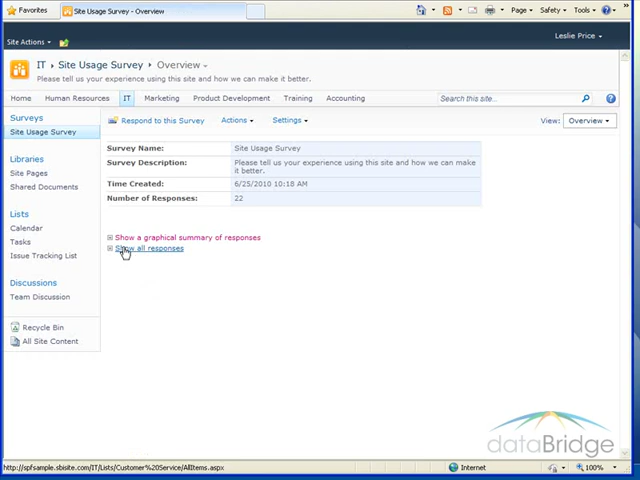 Favorites
Site Usage Survey - Overview
Page
Safety
Tools
Site Actions
Leslie Price
IT ▸ Site Usage Survey ▸ Overview
Please tell us your experience using this site and how we can make it better.
Home
Human Resources
IT
Marketing
Product Development
Training
Accounting
Search this site...
Surveys
Site Usage Survey
Libraries
Site Pages
Shared Documents
Lists
Calendar
Tasks
Issue Tracking List
Discussions
Team Discussion
Recycle Bin
All Site Content
Respond to this Survey
Actions
Settings
View: Overview
Survey Name: Site Usage Survey
Survey Description: Please tell us your experience using this site and how we can make
it better.
Time Created: 6/25/2010 10:18 AM
Number of Responses: 22
Show a graphical summary of responses
Show all responses
dataBridge
http://spfsample.sbisite.com/IT/Lists/Customer%20Service/AllItems.aspx
Internet
100%